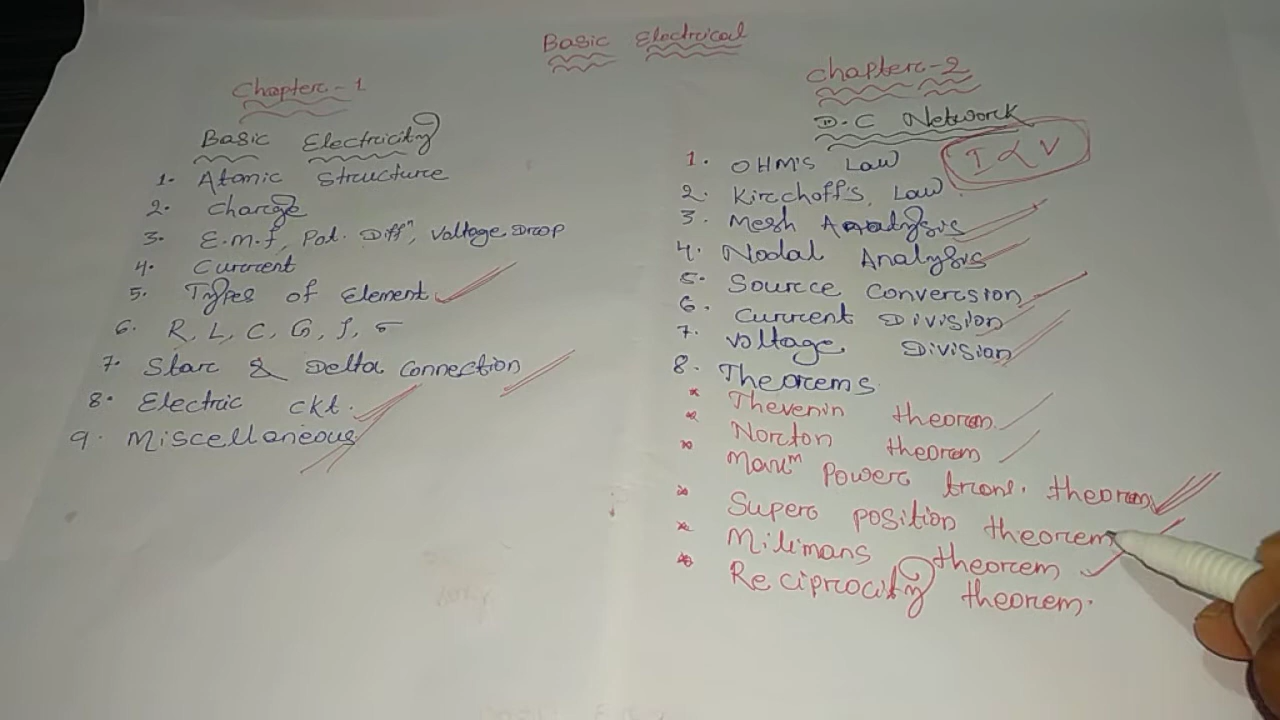 Basic Electrical
Chapter-1
Basic Electricity
1. Atomic Structure
2. Charge
3. E.m.f, Pot. Diffⁿ, Voltage Drop
4. Current
5. Types of Element
6. R, L, C, G, f, σ
7. Star & Delta Connection
8. Electric ckt.
9. Miscellaneous
Chapter-2
D.C Network
1. OHM'S Law
I ∝ V
2. Kirchoff's Law
3. Mesh Analysis
4. Nodal Analysis
5. Source Conversion
6. Current Division
7. Voltage Division
8. Theorems
* Thevenin theorem
* Norton theorem
* Maxᵐ Power trans. theorem
* Super position theorem
* Milimans theorem
* Reciprocity theorem.